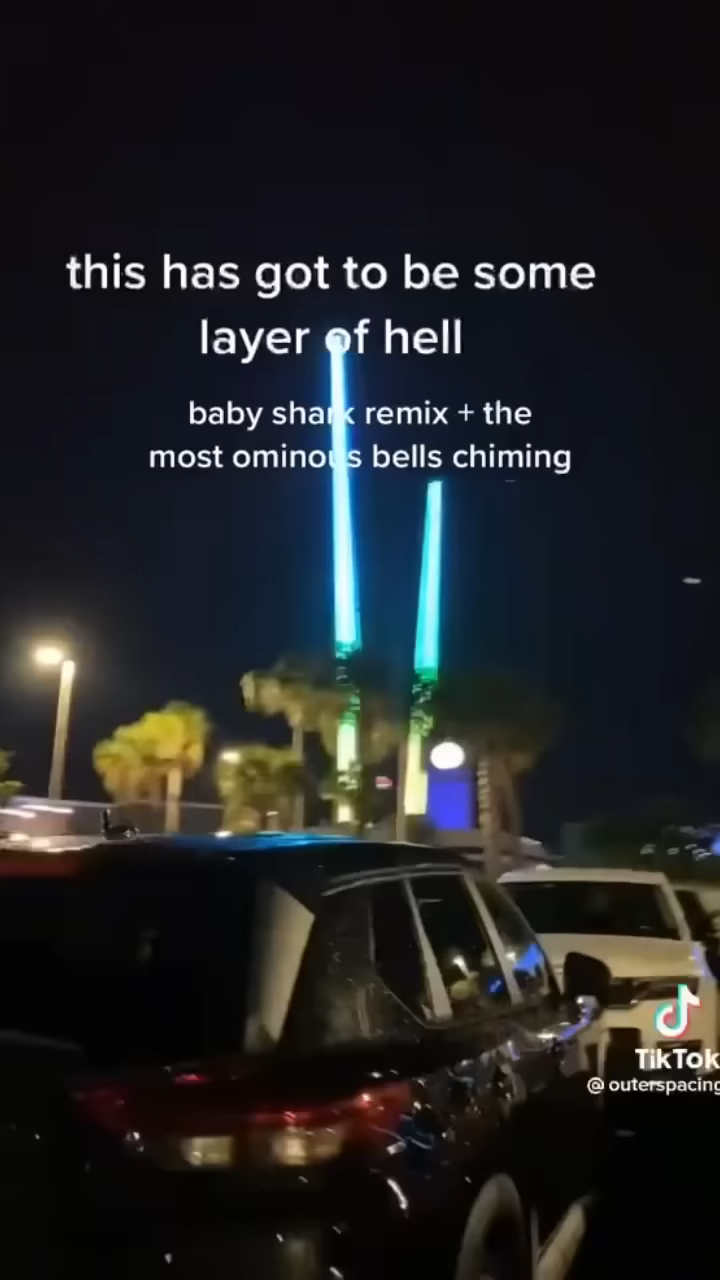 this has got to be some
layer of hell
baby shark remix + the
most ominous bells chiming
TikTok
@outerspacing